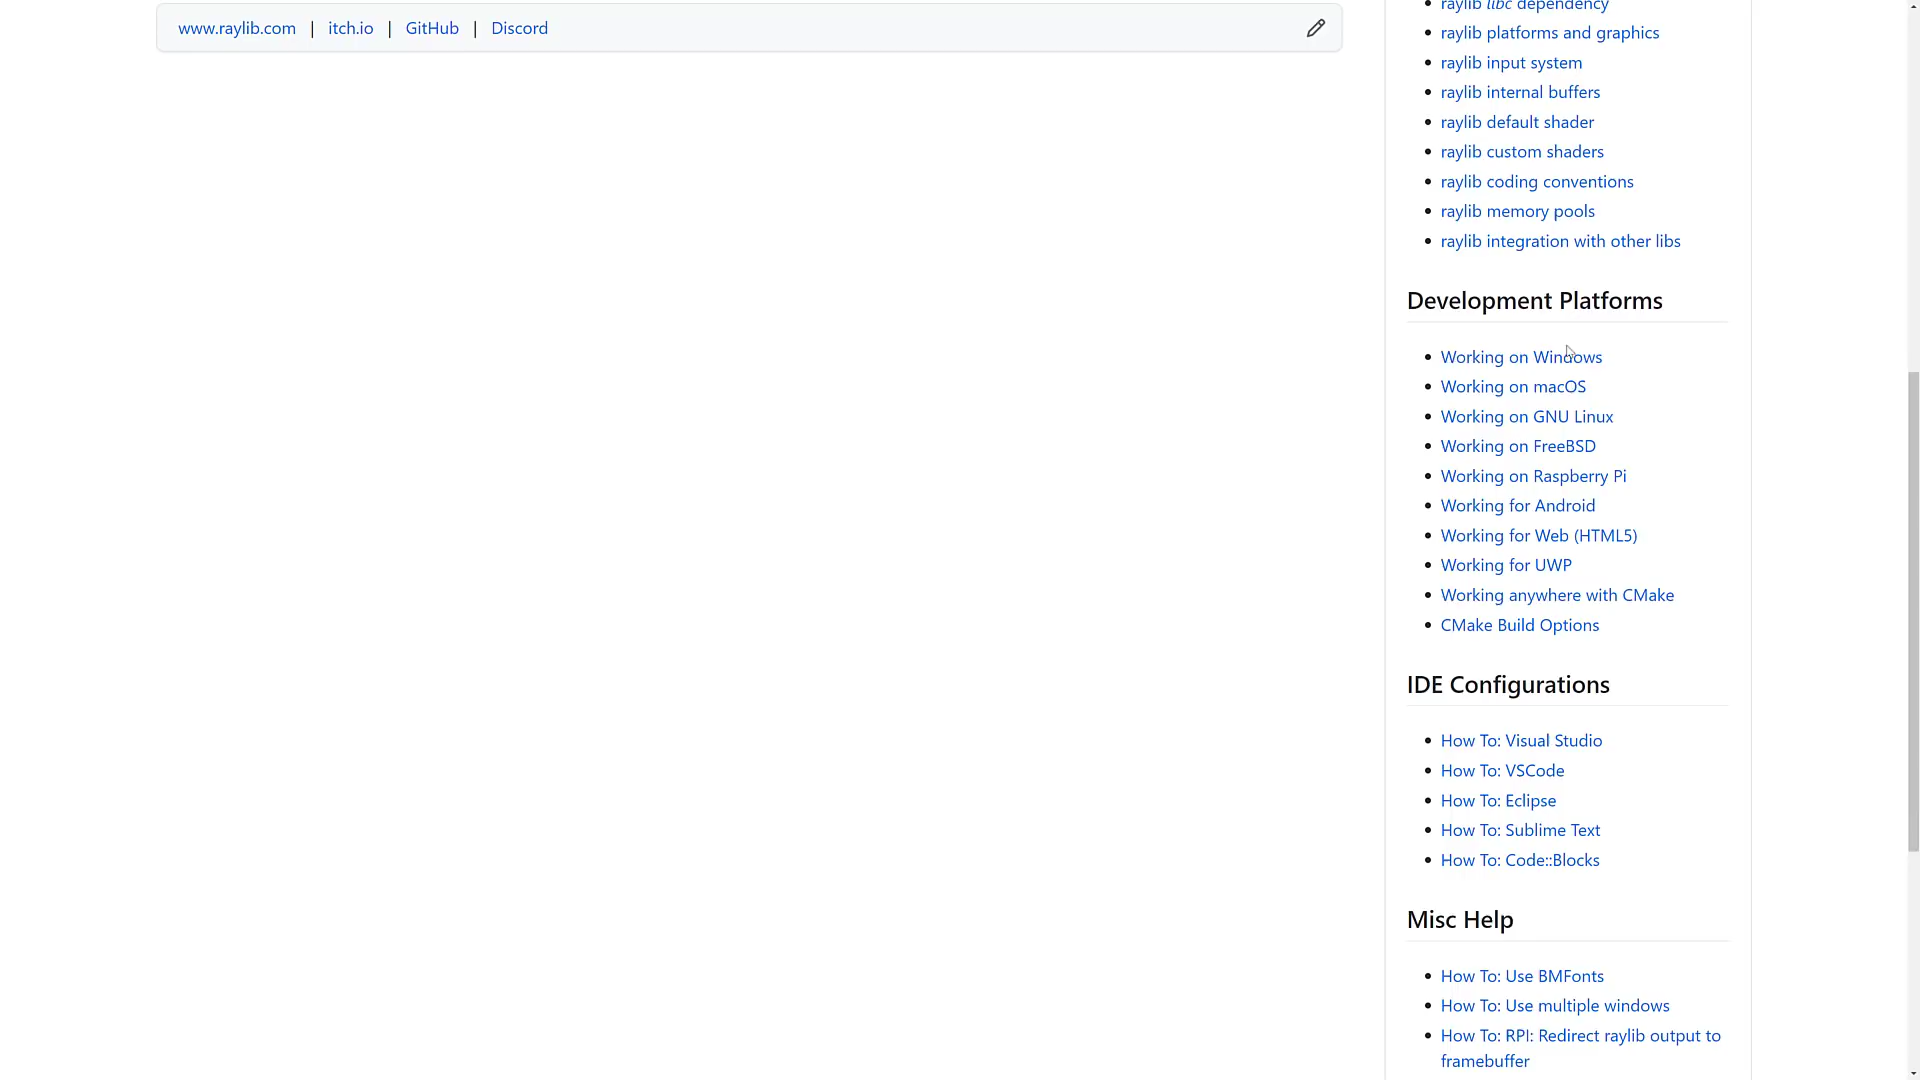 www.raylib.com | itch.io | GitHub | Discord
raylib libc dependency
raylib platforms and graphics
raylib input system
raylib internal buffers
raylib default shader
raylib custom shaders
raylib coding conventions
raylib memory pools
raylib integration with other libs
Development Platforms
Working on Windows
Working on macOS
Working on GNU Linux
Working on FreeBSD
Working on Raspberry Pi
Working for Android
Working for Web (HTML5)
Working for UWP
Working anywhere with CMake
CMake Build Options
IDE Configurations
How To: Visual Studio
How To: VSCode
How To: Eclipse
How To: Sublime Text
How To: Code::Blocks
Misc Help
How To: Use BMFonts
How To: Use multiple windows
How To: RPI: Redirect raylib output to
framebuffer